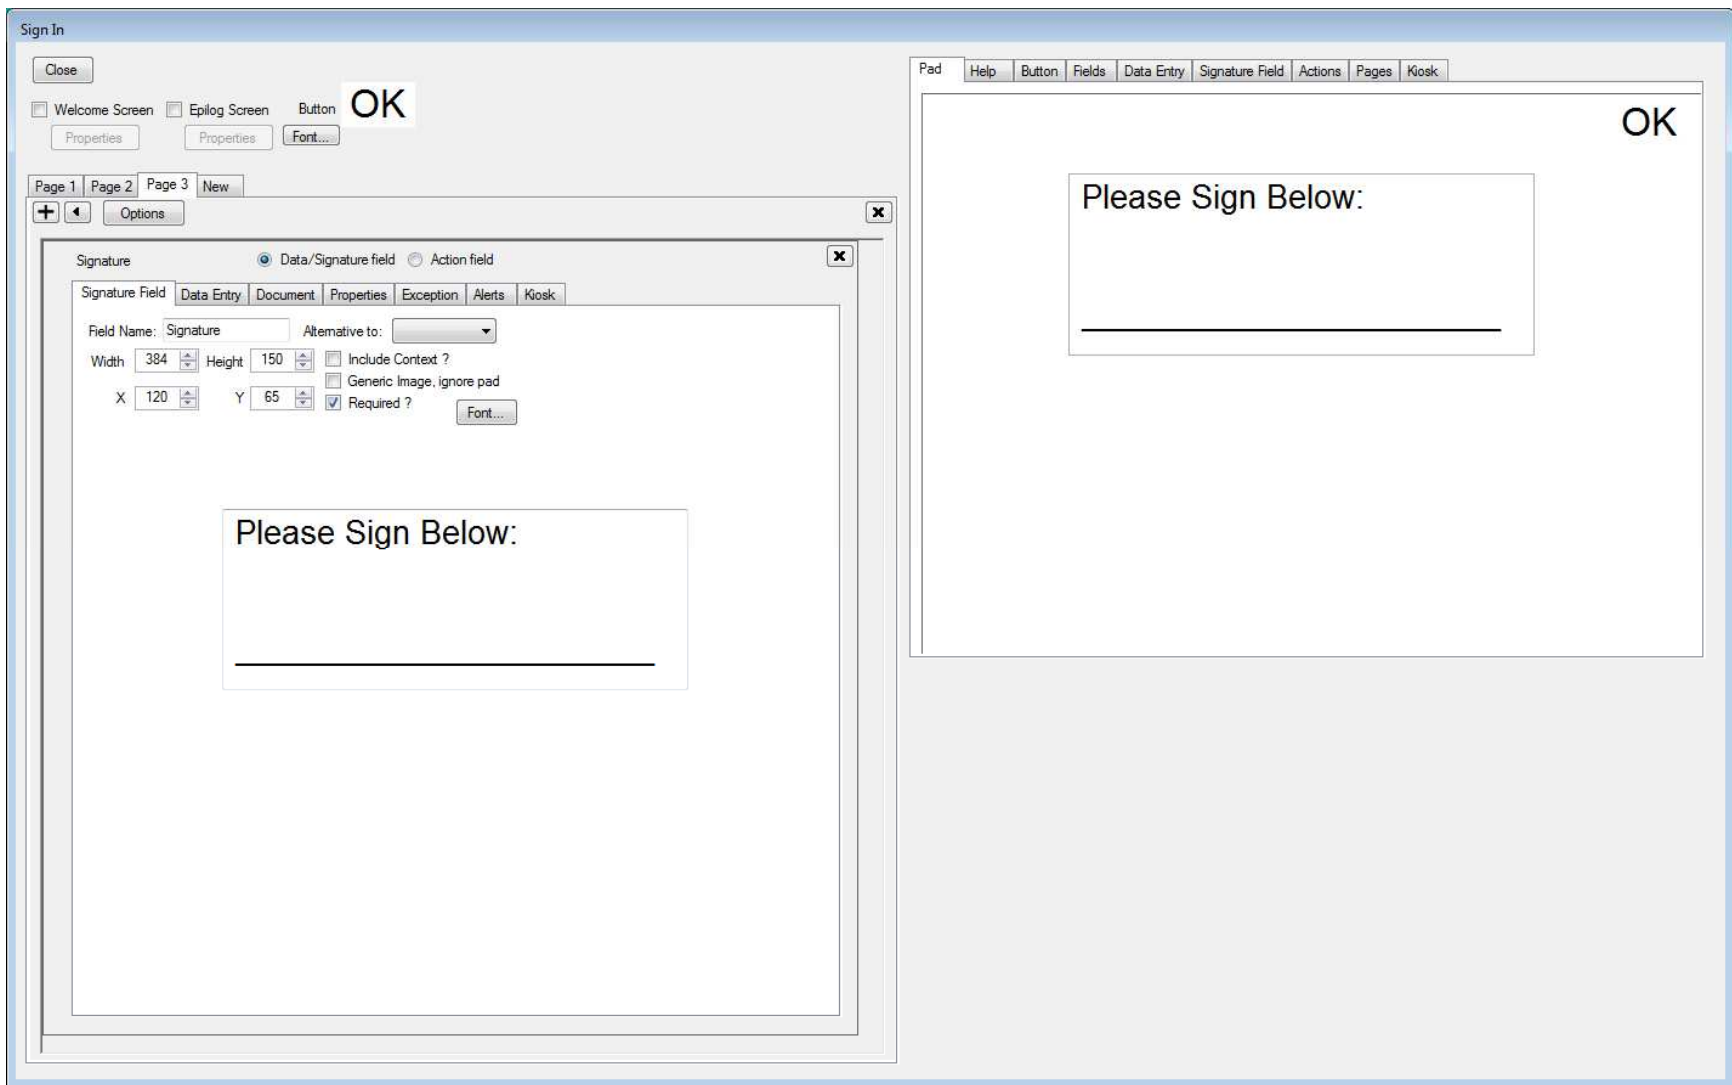 Sign In
Close
Welcome Screen Epilog Screen Button OK
Properties Properties Font...
Page 1 Page 2 Page 3 New
Options
Signature Data/Signature field Action field
Signature Field Data Entry Document Properties Exception Alerts Kiosk
Field Name: Signature Alternative to:
Width 384 Height 150 Include Context ?
Generic Image, ignore pad
X 120 Y 65 Required ?
Font...
Please Sign Below:
Pad Help Button Fields Data Entry Signature Field Actions Pages Kiosk
OK
Please Sign Below: